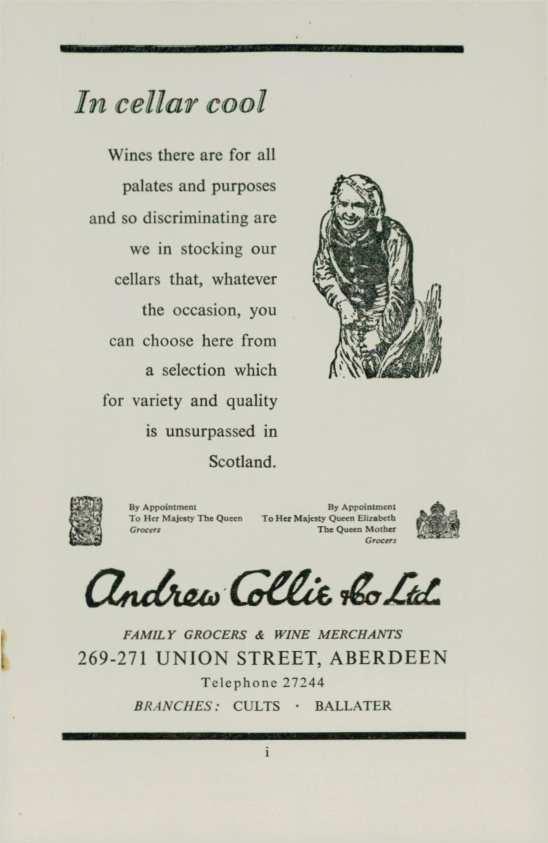 In cellar cool
Wines there are for all
palates and purposes
and so discriminating are
we in stocking our
cellars that, whatever
the occasion, you
can choose here from
a selection which
for variety and quality
is unsurpassed in
Scotland.
By Appointment
To Her Majesty The Queen
Grocers
By Appointment
To Her Majesty Queen Elizabeth
The Queen Mother
Grocers
Andrew Collie & Co Ltd.
FAMILY GROCERS & WINE MERCHANTS
269-271 UNION STREET, ABERDEEN
Telephone 27244
BRANCHES: CULTS · BALLATER
i